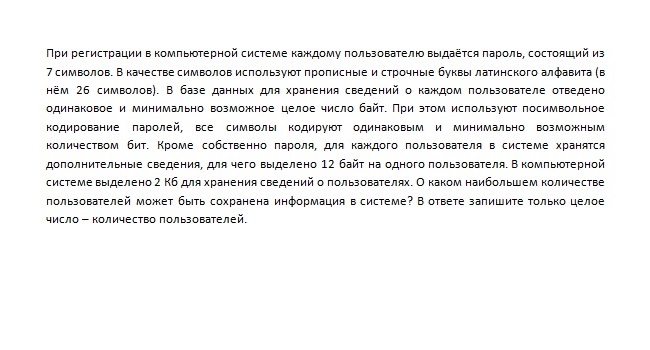 При регистрации в компьютерной системе каждому пользователю выдаётся пароль, состоящий из
7 символов. В качестве символов используют прописные и строчные буквы латинского алфавита (в
нём 26 символов). В базе данных для хранения сведений о каждом пользователе отведено
одинаковое и минимально возможное целое число байт. При этом используют посимвольное
кодирование паролей, все символы кодируют одинаковым и минимально возможным
количеством бит. Кроме собственно пароля, для каждого пользователя в системе хранятся
дополнительные сведения, для чего выделено 12 байт на одного пользователя. В компьютерной
системе выделено 2 Кб для хранения сведений о пользователях. О каком наибольшем количестве
пользователей может быть сохранена информация в системе? В ответе запишите только целое
число – количество пользователей.